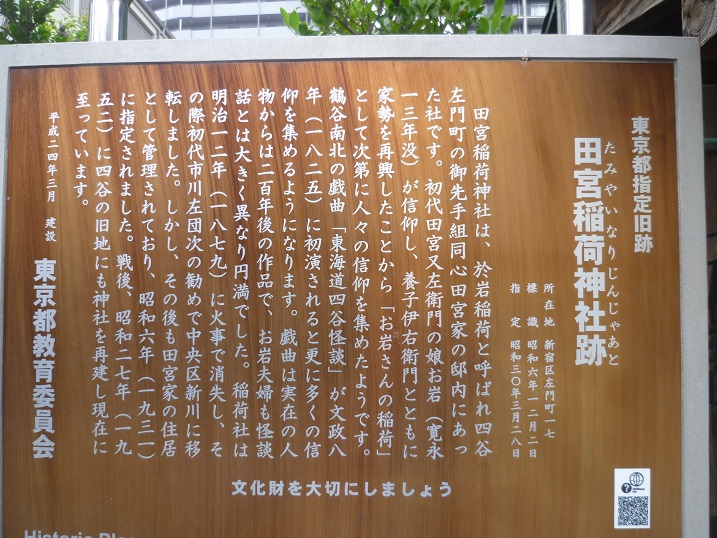 東京都指定旧跡
たみやいなりじんじゃあと
田宮稲荷神社跡
所在地 新宿区左門町一七
標識 昭和六年一二月二日
指定 昭和三〇年三月二八日
田宮稲荷神社は、於岩稲荷と呼ばれ四谷
左門町の御先手組同心田宮家の邸内にあっ
た社です。初代田宮又左衛門の娘お岩（寛永
一三年没）が信仰し、養子伊右衛門とともに
家勢を再興したことから「お岩さんの稲荷」
として次第に人々の信仰を集めたようです。
鶴谷南北の戯曲「東海道四谷怪談」が文政八
年（一八二五）に初演されると更に多くの信
仰を集めるようになります。戯曲は実在の人
物からは二百年後の作品で、お岩夫婦も怪談
話とは大きく異なり円満でした。稲荷社は
明治一二年（一八七九）に火事で消失し、そ
の際初代市川左団次の勧めで中央区新川に移
転しました。しかし、その後も田宮家の住居
として管理されており、昭和六年（一九三一）
に指定されました。戦後、昭和二七年（一九
五二）に四谷の旧地にも神社を再建し現在に
至っています。
平成二四年三月 建設
東京都教育委員会
文化財を大切にしましょう
Historic